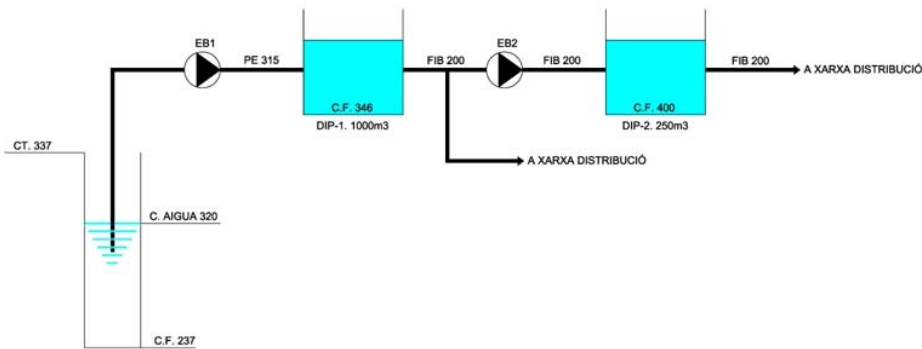 EB1
EB2
PE 315
FIB 200
FIB 200
FIB 200
A XARXA DISTRIBUCIÓ
C.F. 346
C.F. 400
DIP-1. 1000m3
DIP-2. 250m3
CT. 337
A XARXA DISTRIBUCIÓ
C. AIGUA 320
C.F. 237